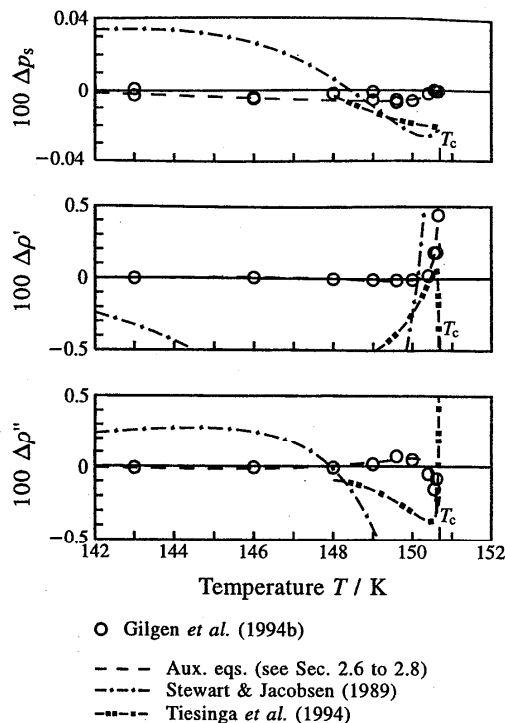 0.04
100 Δpₛ
0
−0.04
T_c
0.5
100 Δρ'
0
−0.5
T_c
0.5
100 Δρ"
0
−0.5
T_c
142 144 146 148 150 152
Temperature T / K
Gilgen et al. (1994b)
Aux. eqs. (see Sec. 2.6 to 2.8)
Stewart & Jacobsen (1989)
Tiesinga et al. (1994)